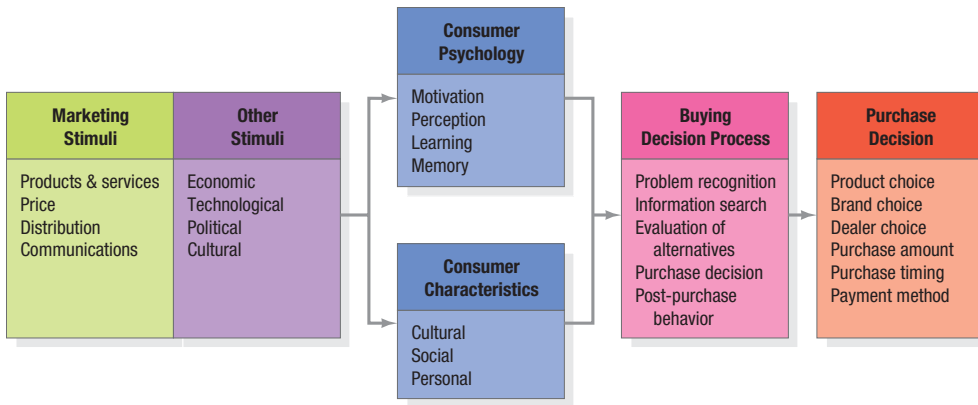 Marketing
Stimuli
Products & services
Price
Distribution
Communications
Other
Stimuli
Economic
Technological
Political
Cultural
Consumer
Psychology
Motivation
Perception
Learning
Memory
Consumer
Characteristics
Cultural
Social
Personal
Buying
Decision Process
Problem recognition
Information search
Evaluation of
alternatives
Purchase decision
Post-purchase
behavior
Purchase
Decision
Product choice
Brand choice
Dealer choice
Purchase amount
Purchase timing
Payment method